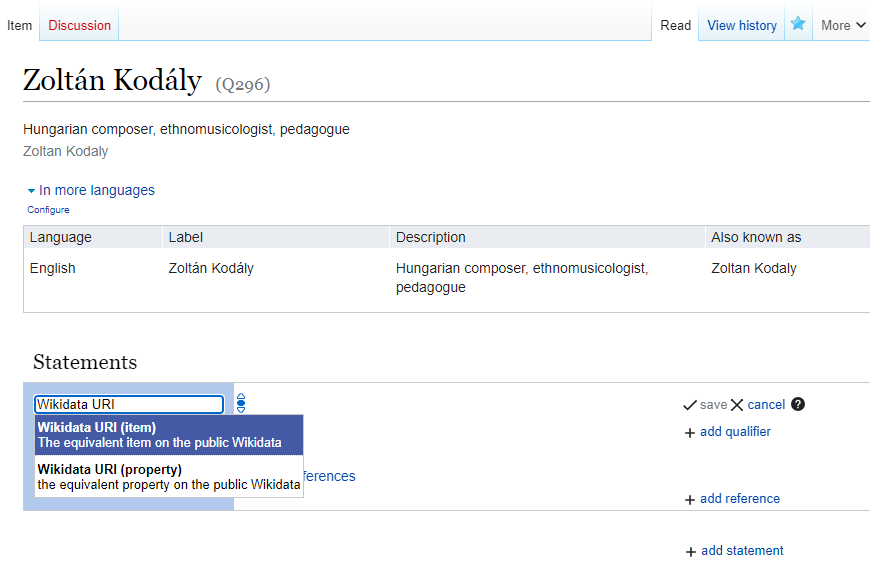 Item Discussion Read View history More
Zoltán Kodály (Q296)
Hungarian composer, ethnomusicologist, pedagogue
Zoltan Kodaly
In more languages
Configure
Language Label Description Also known as
English Zoltán Kodály Hungarian composer, ethnomusicologist, Zoltan Kodaly
pedagogue
Statements
Wikidata URI save cancel ?
Wikidata URI (item)
add qualifier
The equivalent item on the public Wikidata
Wikidata URI (property)
ferences
the equivalent property on the public Wikidata
+ add reference
+ add statement